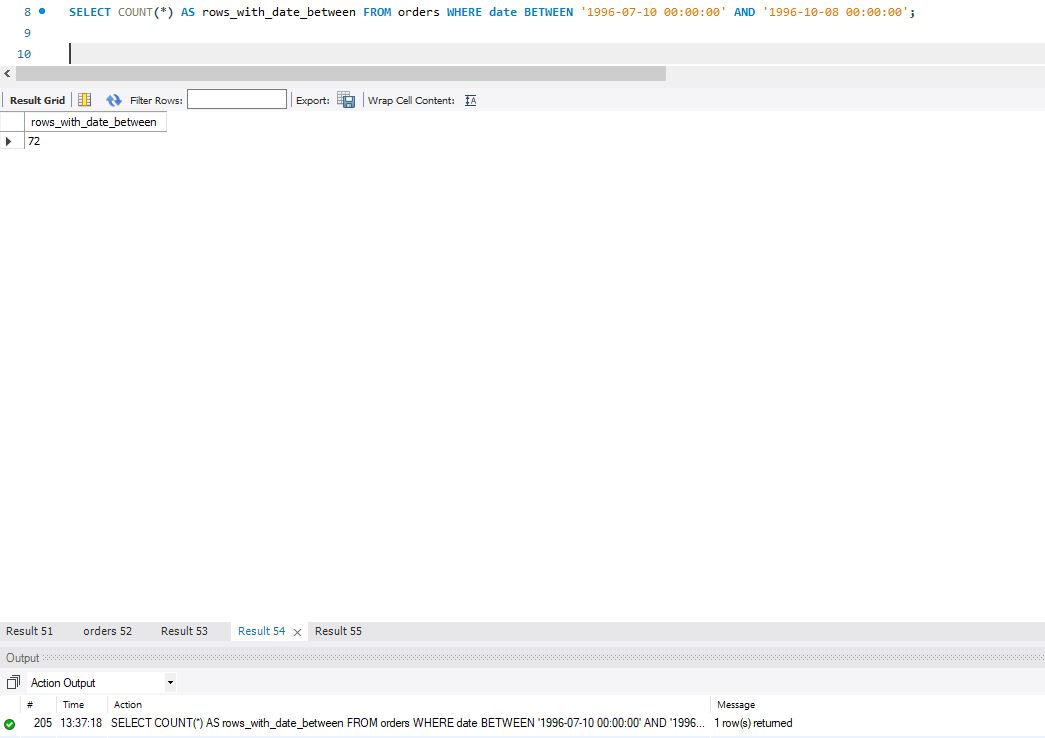 8 SELECT COUNT(*) AS rows_with_date_between FROM orders WHERE date BETWEEN '1996-07-10 00:00:00' AND '1996-10-08 00:00:00';
9
10
Result Grid Filter Rows: Export: Wrap Cell Content: IA
rows_with_date_between
72
Result 51 orders 52 Result 53 Result 54 × Result 55
Output
Action Output
# Time Action Message
205 13:37:18 SELECT COUNT(*) AS rows_with_date_between FROM orders WHERE date BETWEEN '1996-07-10 00:00:00' AND '1996... 1 row(s) returned